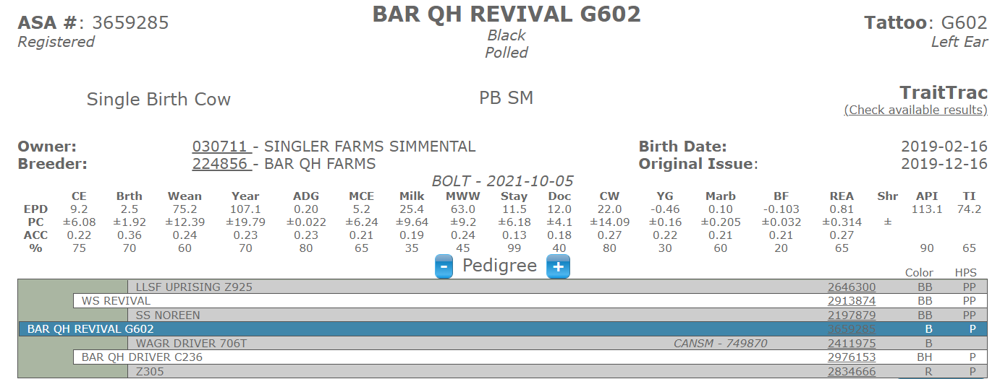 BAR QH REVIVAL G602
ASA #: 3659285 Tattoo: G602
Registered Black Left Ear
Polled
Single Birth Cow PB SM TraitTrac
(Check available results)
Owner: 030711 - SINGLER FARMS SIMMENTAL Birth Date: 2019-02-16
Breeder: 224856 - BAR QH FARMS Original Issue: 2019-12-16
BOLT - 2021-10-05
CE Brth Wean Year ADG MCE Milk MWW Stay Doc CW YG Marb BF REA Shr API TI
EPD 9.2 2.5 75.2 107.1 0.20 5.2 25.4 63.0 11.5 12.0 22.0 -0.46 0.10 -0.103 0.81 113.1 74.2
PC ±6.08 ±1.92 ±12.39 ±19.79 ±0.022 ±6.24 ±9.64 ±9.2 ±6.18 ±4.1 ±14.09 ±0.16 ±0.205 ±0.032 ±0.314 ±
ACC 0.22 0.36 0.24 0.23 0.23 0.21 0.19 0.24 0.13 0.18 0.27 0.22 0.21 0.21 0.27
% 75 70 60 70 80 65 35 45 99 40 80 30 60 20 65 90 65
- Pedigree +
Color HPS
LLSF UPRISING Z925 2646300 BB PP
WS REVIVAL 2913874 BB PP
SS NOREEN 2197879 BB PP
BAR QH REVIVAL G602 3659285 B P
WAGR DRIVER 706T CANSM - 749870 2411975 B
BAR QH DRIVER C236 2976153 BH P
Z305 2834666 R P